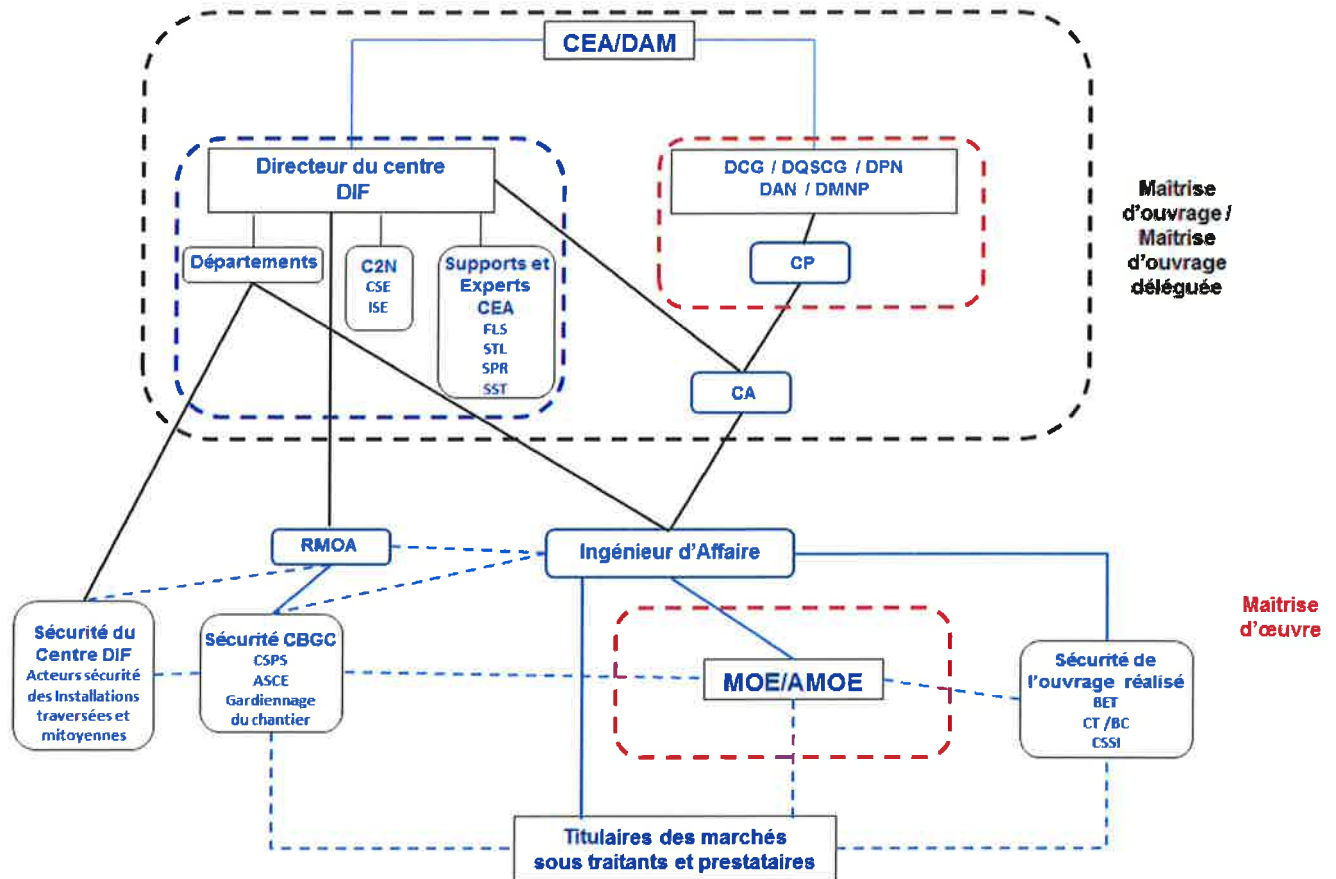 CEA/DAM
Directeur du centre
DIF
DCG / DQSCG / DPN
DAN / DMNP
Maîtrise
d'ouvrage /
Maîtrise
d'ouvrage
déléguée
Départements
C2N
CSE
ISE
Supports et
Experts
CEA
FLS
STL
SPR
SST
CP
CA
RMOA
Ingénieur d'Affaire
Sécurité du
Centre DIF
Acteurs sécurité
des Installations
traversées et
mitoyennes
Sécurité CBGC
CSPS
ASCE
Gardiennage
du chantier
MOE/AMOE
Sécurité de
l'ouvrage réalisé
BET
CT /BC
CSSI
Maîtrise
d'œuvre
Titulaires des marchés
sous traitants et prestataires